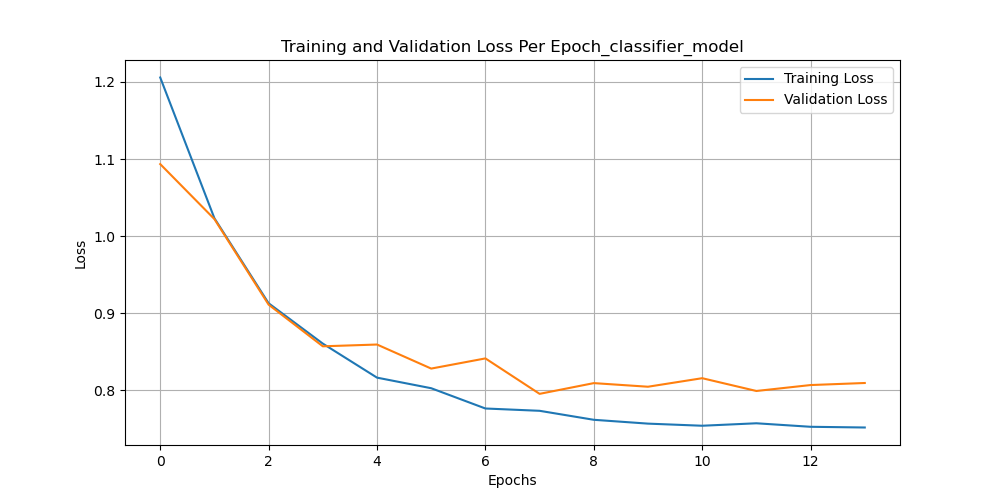 Training and Validation Loss Per Epoch_classifier_model
Training Loss
Validation Loss
1.2
1.1
1.0
0.9
0.8
Loss
0 2 4 6 8 10 12
Epochs